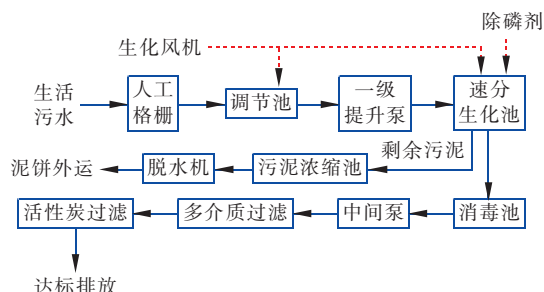 除磷剂
生化风机
生活
污水
人工
格栅
调节池
一级
提升泵
速分
生化池
剩余污泥
泥饼外运
脱水机
污泥浓缩池
活性炭过滤
多介质过滤
中间泵
消毒池
达标排放